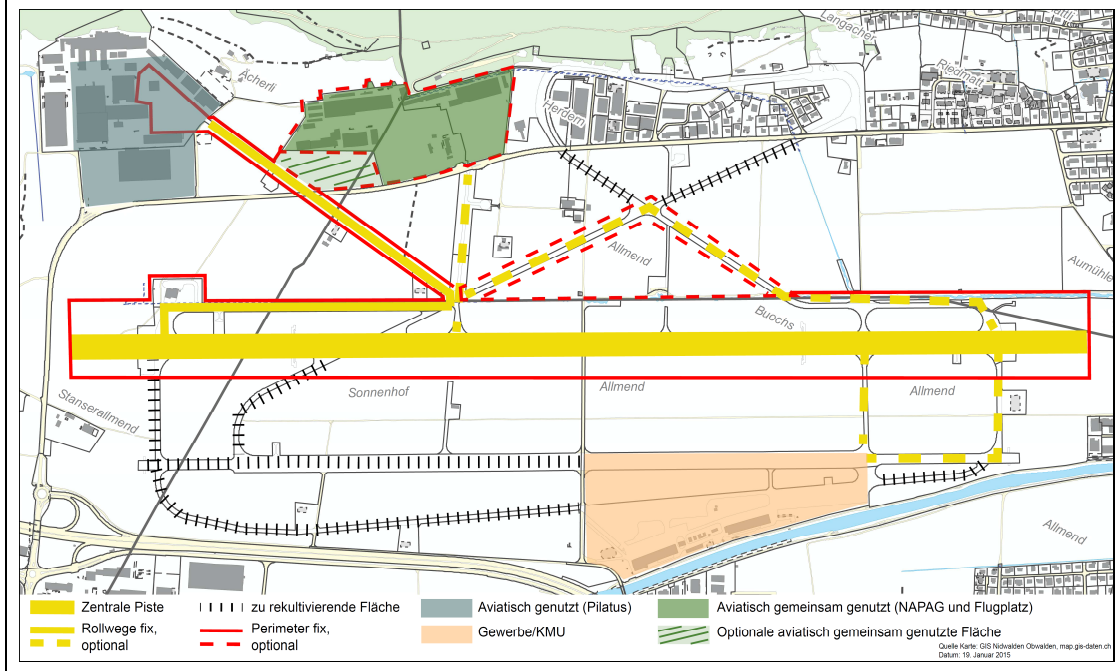 Langacher
Acherli
Riedmatt
Herdern
Allmend
Aumühle
Buochs
Sonnenhof
Allmend
Allmend
Stanserallmend
Allmend
Zentrale Piste
Rollwege fix,
optional
zu rekultivierende Fläche
Perimeter fix,
optional
Aviatisch genutzt (Pilatus)
Gewerbe/KMU
Aviatisch gemeinsam genutzt (NAPAG und Flugplatz)
Optionale aviatisch gemeinsam genutzte Fläche
Quelle Karte: GIS Nidwalden Obwalden, map.gis-daten.ch
Datum: 19. Januar 2015